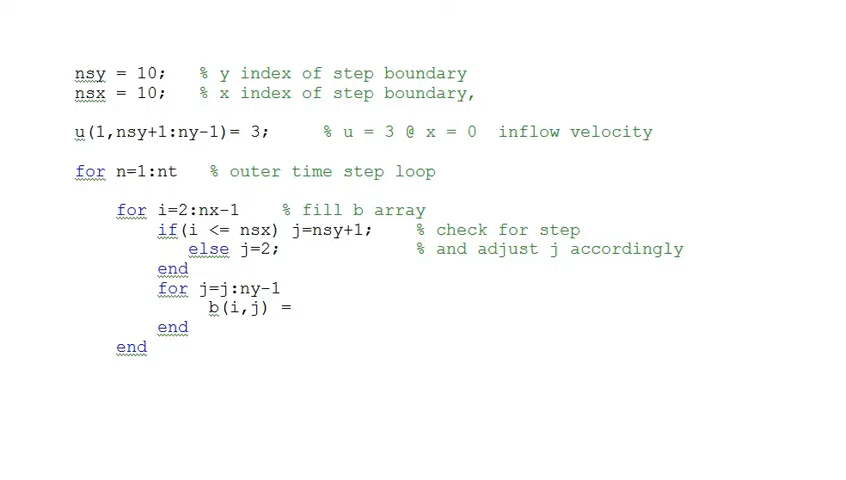 nsy = 10;   % y index of step boundary
nsx = 10;   % x index of step boundary,
u(1,nsy+1:ny-1)= 3;     % u = 3 @ x = 0  inflow velocity
for n=1:nt   % outer time step loop
for i=2:nx-1    % fill b array
if(i <= nsx) j=nsy+1;    % check for step
else j=2;             % and adjust j accordingly
end
for j=j:ny-1
b(i,j) =
end
end